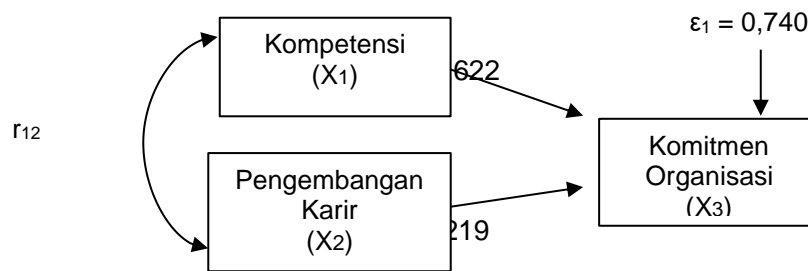 Kompetensi
(X1)
ε1 = 0,740
622
r12
Komitmen
Organisasi
(X3)
Pengembangan
Karir
(X2)
219